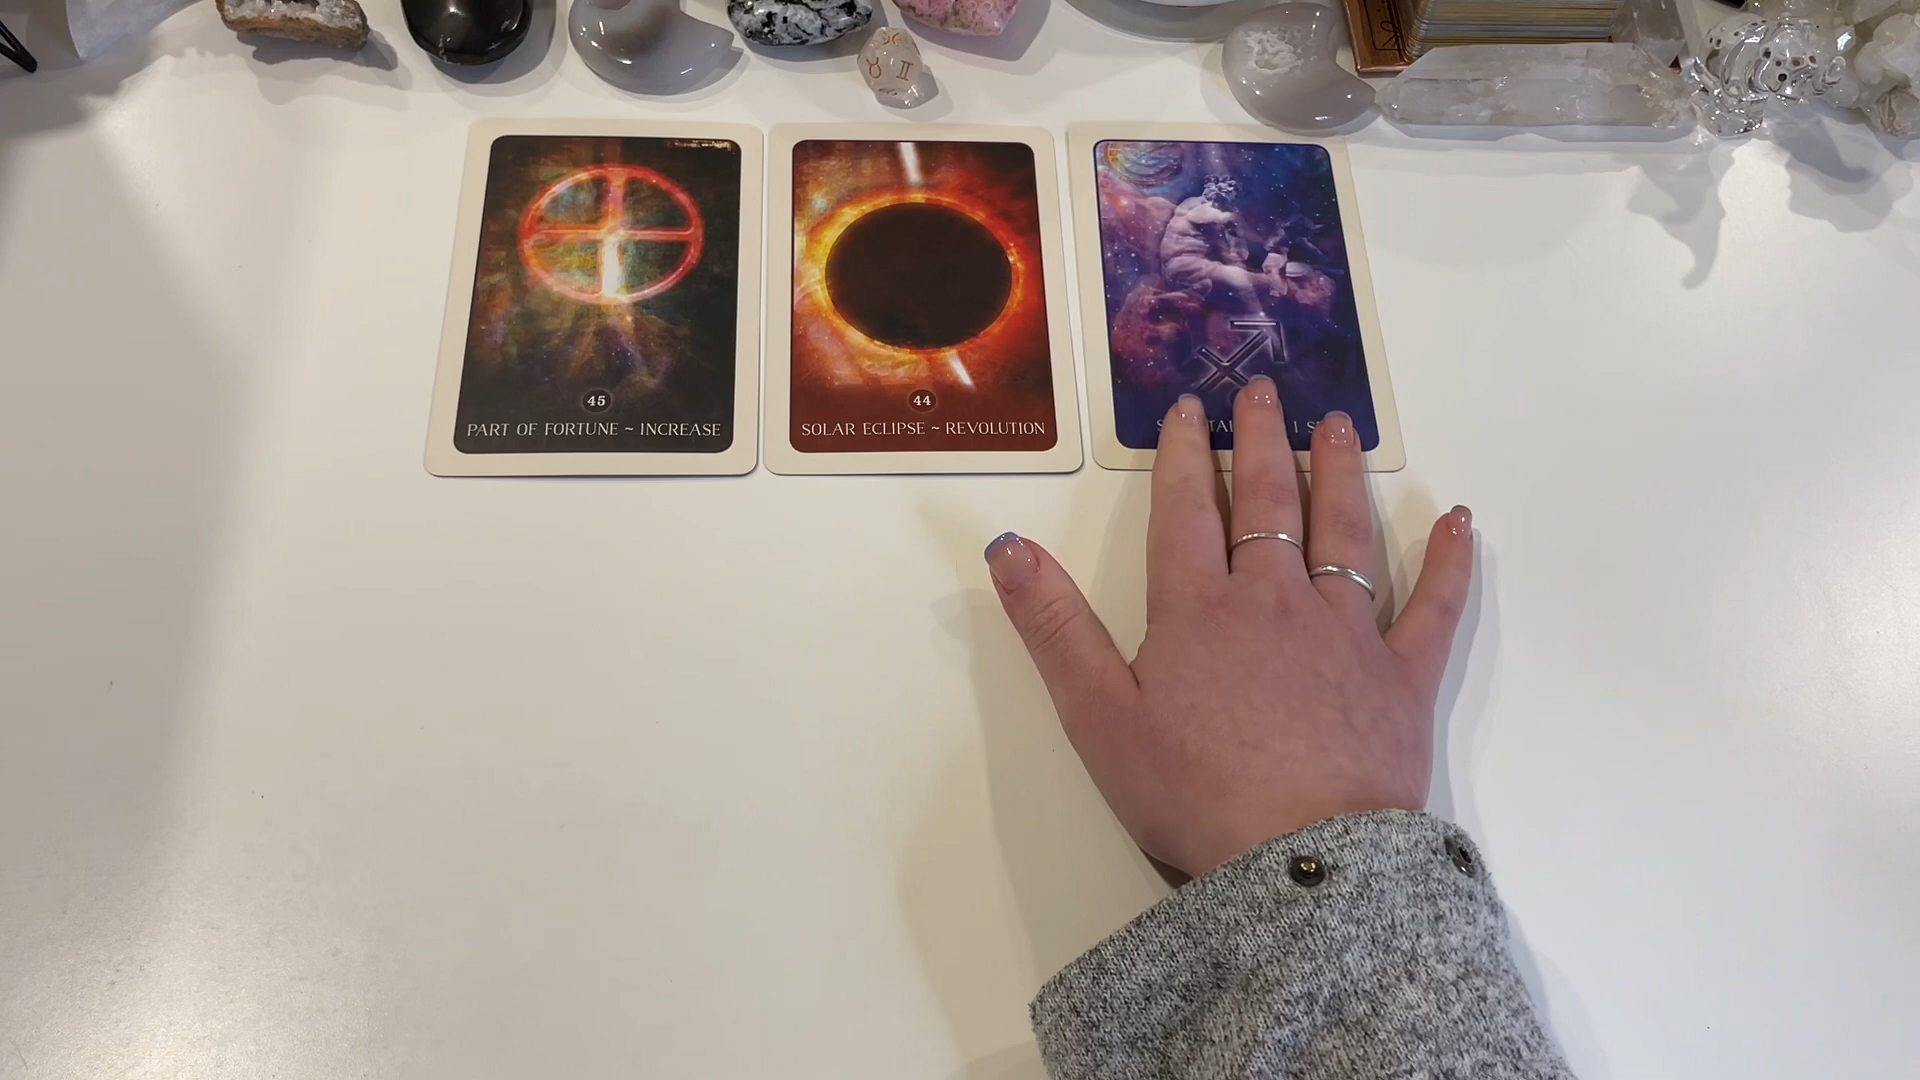 45
PART OF FORTUNE ~ INCREASE
44
SOLAR ECLIPSE ~ REVOLUTION